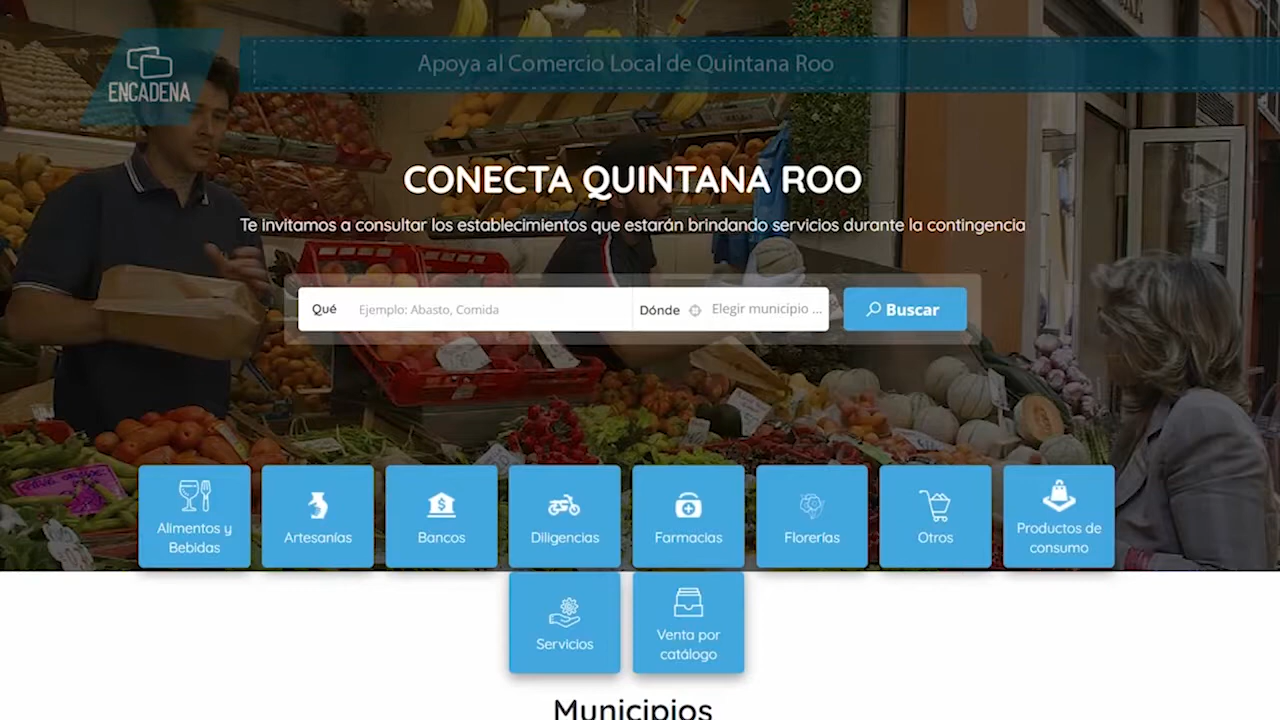 ENCADENA
Apoya al Comercio Local de Quintana Roo
CONECTA QUINTANA ROO
Te invitamos a consultar los establecimientos que estarán brindando servicios durante la contingencia
Qué Ejemplo: Abasto, Comida Dónde Elegir municipio ... Buscar
Alimentos y
Bebidas
Artesanías
Bancos
Diligencias
Farmacias
Florerías
Otros
Productos de
consumo
Servicios
Venta por
catálogo
Municipios